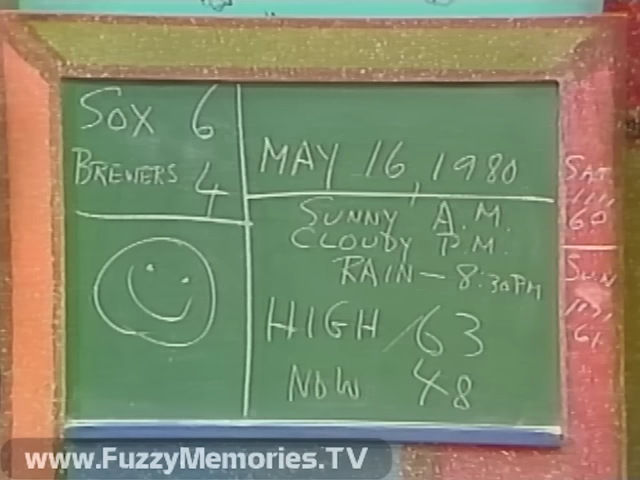 SOX 6
BREWERS 4
MAY 16, 1980
SUNNY A.M.
CLOUDY P.M.
RAIN — 8:30PM
HIGH 63
NOW 48
SAT.
60
SUN
61
www.FuzzyMemories.TV